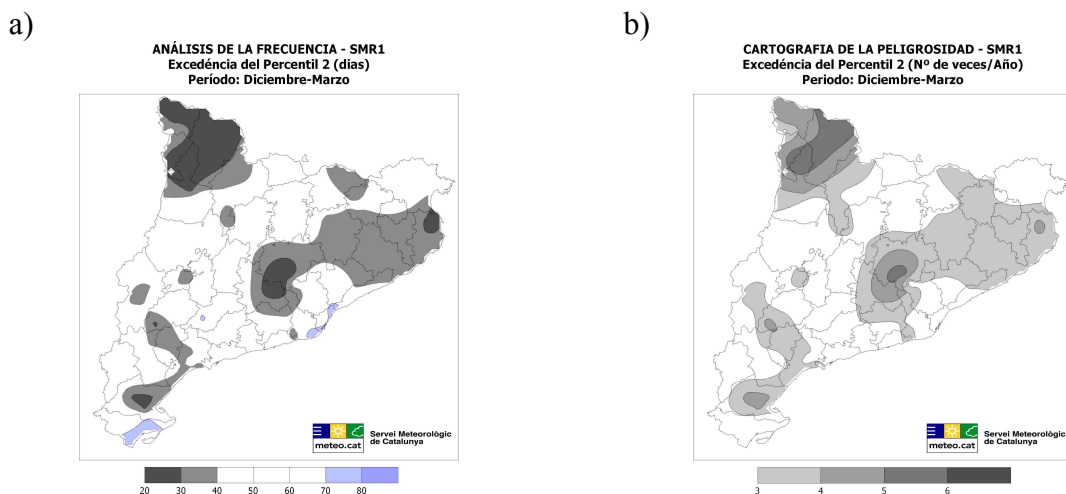 a)
ANÁLISIS DE LA FRECUENCIA - SMR1
Excedéncia del Percentil 2 (dias)
Período: Diciembre-Marzo
meteo.cat
Servei Meteorològic
de Catalunya
20 30 40 50 60 70 80
b)
CARTOGRAFIA DE LA PELIGROSIDAD - SMR1
Excedéncia del Percentil 2 (Nº de veces/Año)
Periodo: Diciembre-Marzo
meteo.cat
Servei Meteorològic
de Catalunya
3 4 5 6